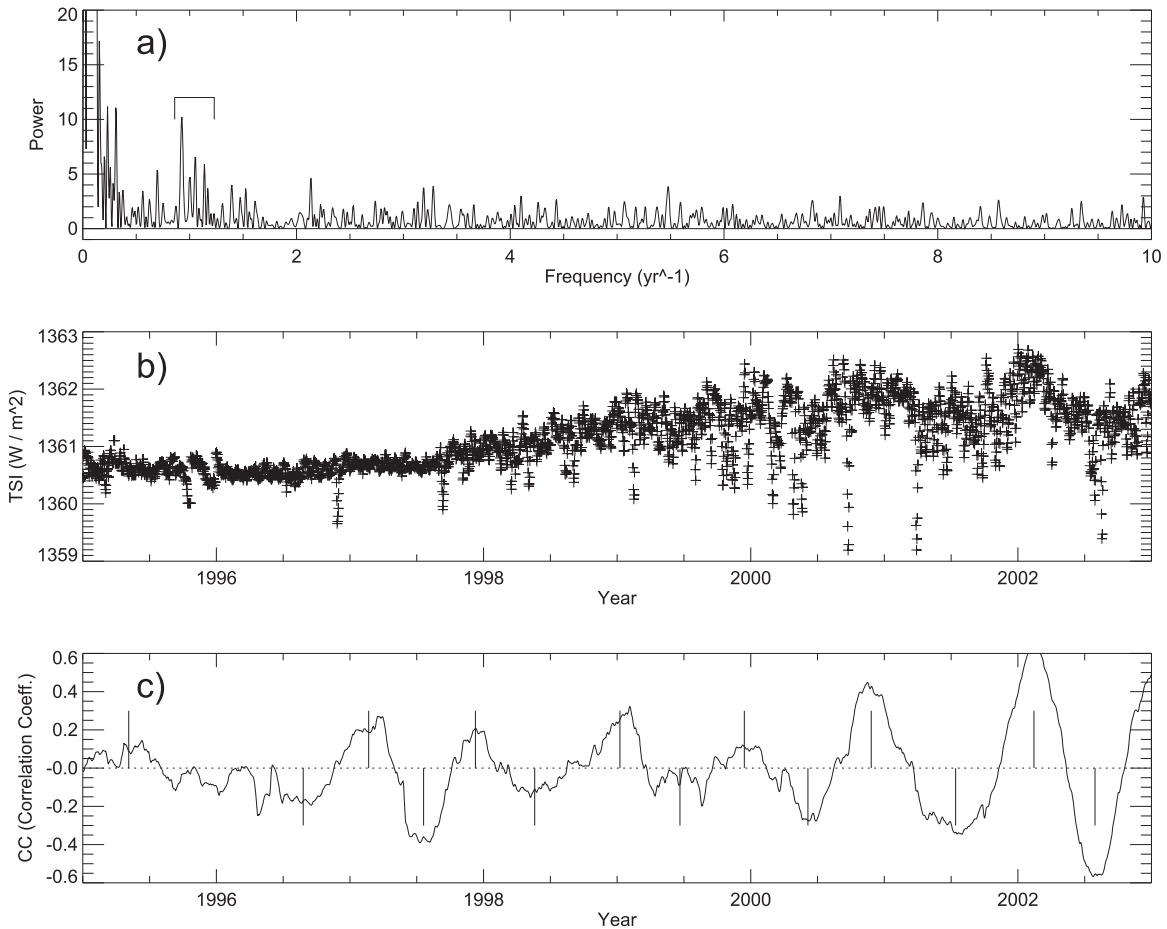 a)
20
15
10
5
0
Power
0 2 4 6 8 10
Frequency (yr^-1)
b)
1363
1362
1361
1360
1359
TSI (W / m^2)
1996 1998 2000 2002
Year
c)
0.6
0.4
0.2
-0.0
-0.2
-0.4
-0.6
CC (Correlation Coeff.)
1996 1998 2000 2002
Year